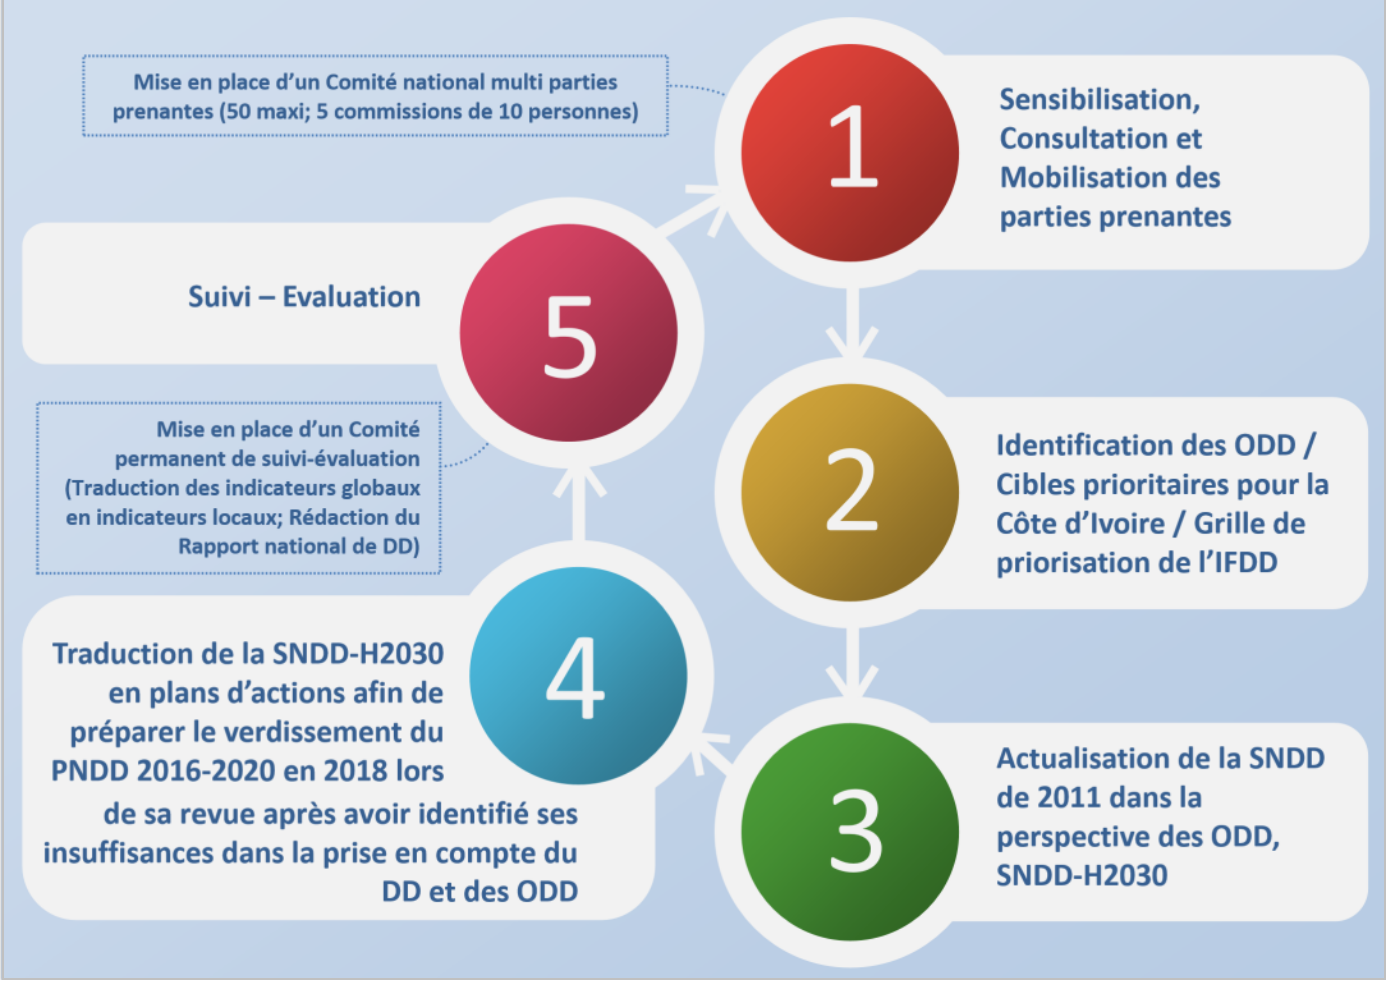 Mise en place d’un Comité national multi parties
prenantes (50 maxi; 5 commissions de 10 personnes)
1
Sensibilisation,
Consultation et
Mobilisation des
parties prenantes
2
Identification des ODD /
Cibles prioritaires pour la
Côte d’Ivoire / Grille de
priorisation de l’IFDD
3
Actualisation de la SNDD
de 2011 dans la
perspective des ODD,
SNDD-H2030
4
Traduction de la SNDD-H2030
en plans d’actions afin de
préparer le verdissement du
PNDD 2016-2020 en 2018 lors
de sa revue après avoir identifié ses
insuffisances dans la prise en compte du
DD et des ODD
5
Suivi – Evaluation
Mise en place d’un Comité
permanent de suivi-évaluation
(Traduction des indicateurs globaux
en indicateurs locaux; Rédaction du
Rapport national de DD)